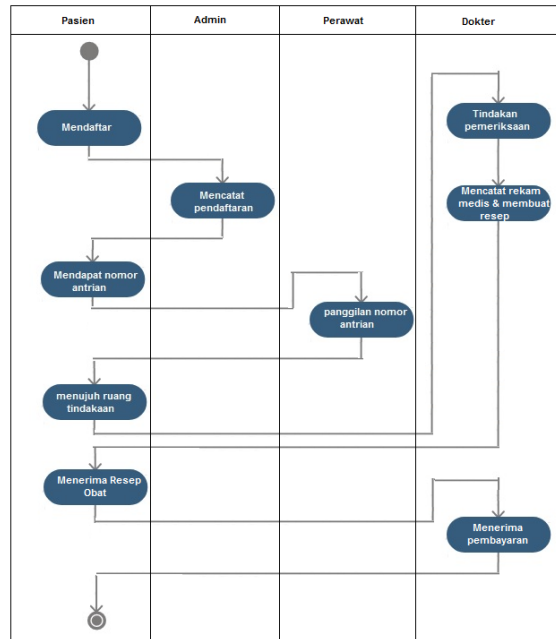 Pasien
Admin
Perawat
Dokter
Mendaftar
Mencatat
pendaftaran
Mendapat nomor
antrian
panggilan nomor
antrian
menujuh ruang
tindakaan
Tindakan
pemeriksaan
Mencatat rekam
medis & membuat
resep
Menerima Resep
Obat
Menerima
pembayaran